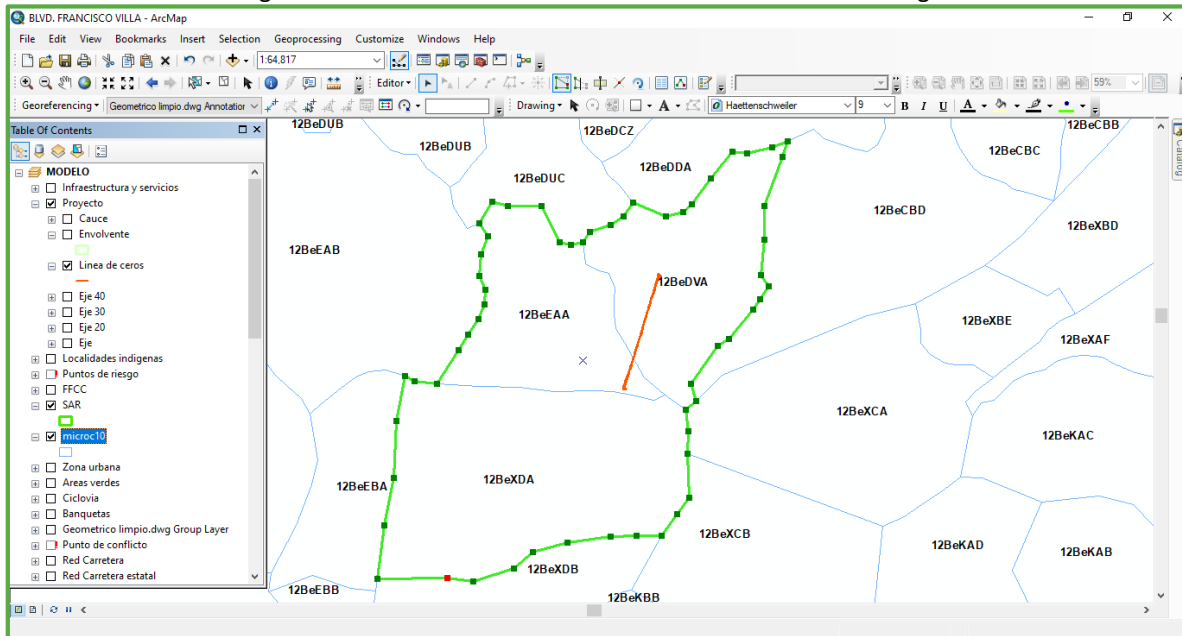 BLVD. FRANCISCO VILLA - ArcMap
File Edit View Bookmarks Insert Selection Geoprocessing Customize Windows Help
1:64,817
Editor
59%
Georeferencing Geometrico limpio.dwg Annotation Drawing A Haettenschweiler 9 B I U A
Table Of Contents
Catalog
MODELO
Infraestructura y servicios
Proyecto
Cauce
Envolvente
Linea de ceros
Eje 40
Eje 30
Eje 20
Eje
Localidades indigenas
Puntos de riesgo
FFCC
SAR
microc10
Zona urbana
Areas verdes
Ciclovia
Banquetas
Geometrico limpio.dwg Group Layer
Punto de conflicto
Red Carretera
Red Carretera estatal
12BeDUB
12BeDCZ
12BeCBB
12BeDUB
12BeCBC
12BeDDA
12BeDUC
12BeCBD
12BeXBD
12BeEAB
12BeDVA
12BeEAA
12BeXBE
12BeXAF
12BeXCA
12BeKAC
12BeXDA
12BeEBA
12BeXCB
12BeKAD
12BeKAB
12BeXDB
12BeEBB
12BeKBB